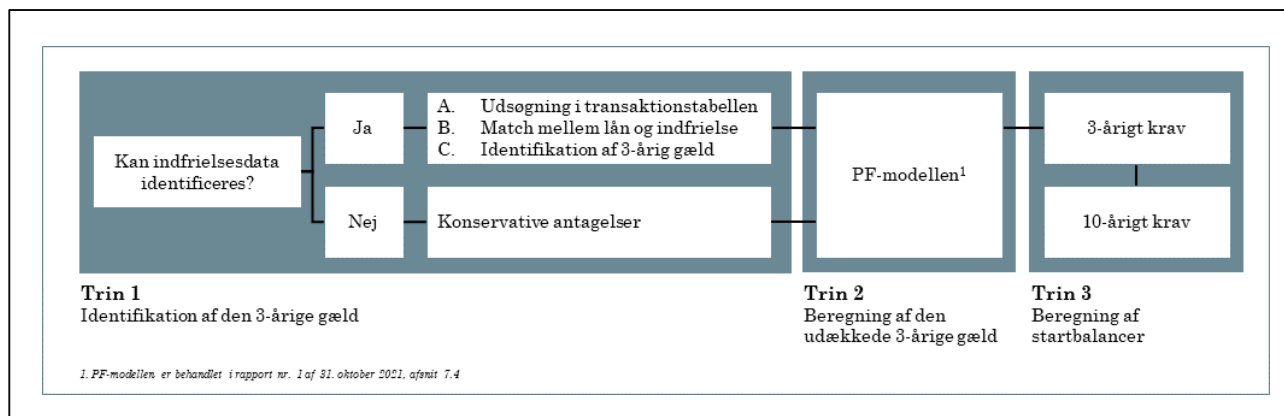 Kan indfrielsesdata
identificeres?
Ja
A. Udsøgning i transaktionstabellen
B. Match mellem lån og indfrielse
C. Identifikation af 3-årig gæld
Nej
Konservative antagelser
PF-modellen¹
3-årigt krav
10-årigt krav
Trin 1
Identifikation af den 3-årige gæld
Trin 2
Beregning af den
udækkede 3-årige gæld
Trin 3
Beregning af
startbalancer
1. PF-modellen er behandlet i rapport nr. 1 af 31. oktober 2021, afsnit 7.4